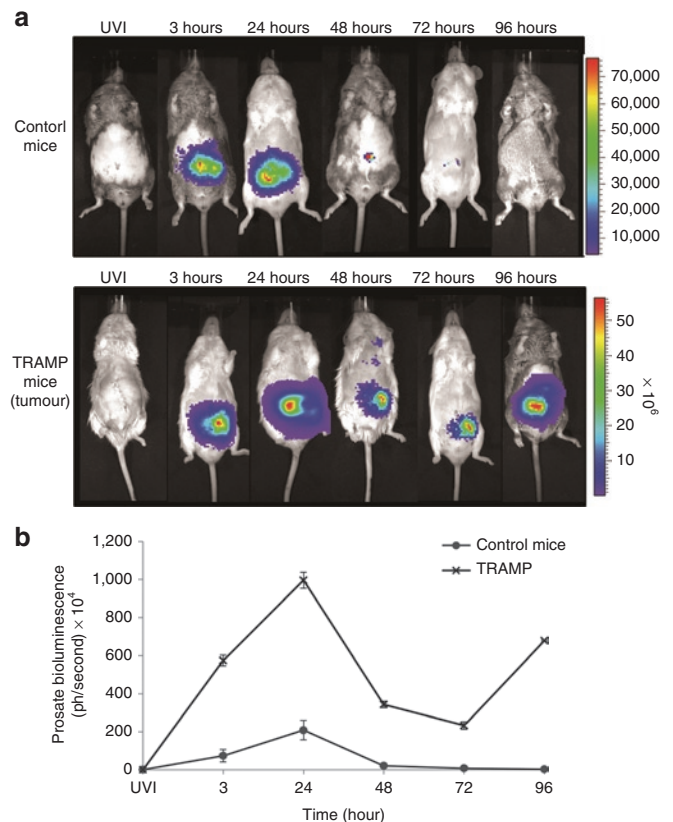 a
UVI 3 hours 24 hours 48 hours 72 hours 96 hours
Contorl
mice
70,000
60,000
50,000
40,000
30,000
20,000
10,000
UVI 3 hours 24 hours 48 hours 72 hours 96 hours
TRAMP
mice
(tumour)
50
40
30
20
10
× 10⁶
b
Prosate bioluminescence
(ph/second) × 10⁴
1,200
1,000
800
600
400
200
0
Control mice
TRAMP
UVI 3 24 48 72 96
Time (hour)